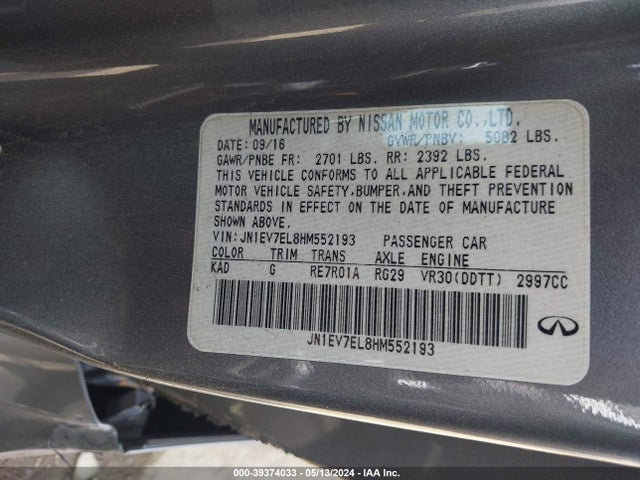 MANUFACTURED BY NISSAN MOTOR CO.,LTD.
DATE: 09/16 GVWR/PNBV: 5082 LBS.
GAWR/PNBE FR: 2701 LBS. RR: 2392 LBS.
THIS VEHICLE CONFORMS TO ALL APPLICABLE FEDERAL
MOTOR VEHICLE SAFETY,BUMPER,AND THEFT PREVENTION
STANDARDS IN EFFECT ON THE DATE OF MANUFACTURE
SHOWN ABOVE.
VIN: JN1EV7EL8HM552193 PASSENGER CAR
COLOR TRIM TRANS AXLE ENGINE
KAD G RE7R01A RG29 VR30(DDTT) 2997CC
JN1EV7EL8HM552193
000-39374033 - 05/13/2024 - IAA Inc.